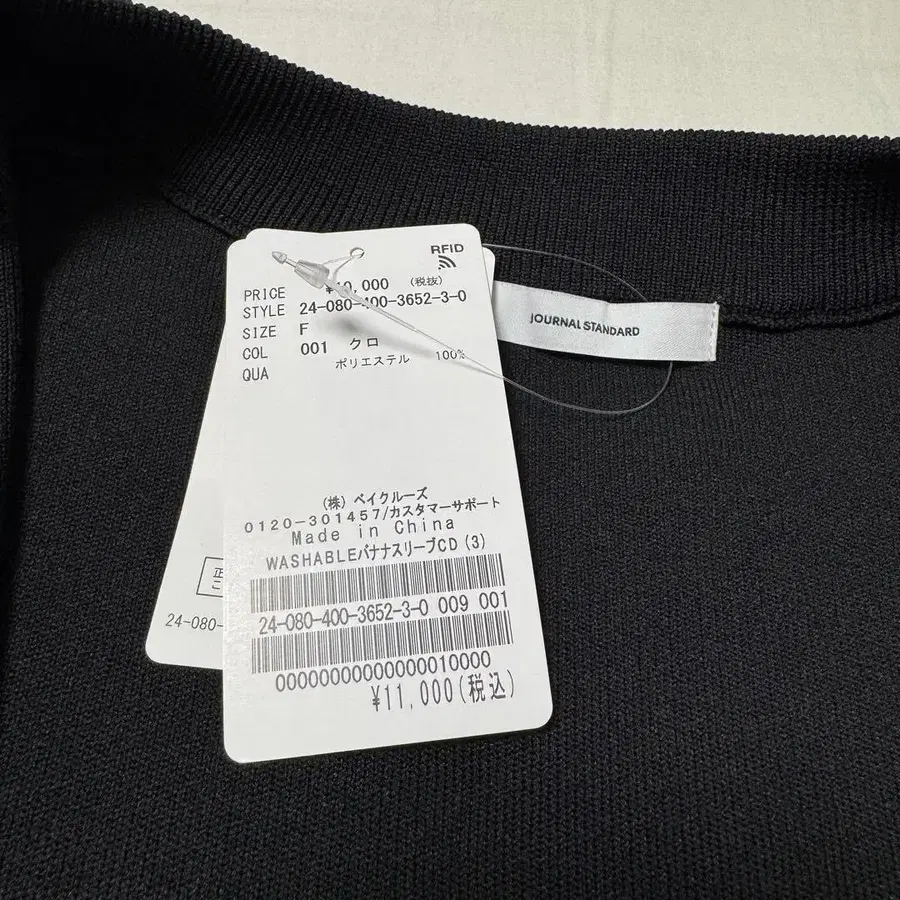 RFID
PRICE ¥10,000 (税抜)
STYLE 24-080-400-3652-3-0
SIZE F
COL 001 クロ
QUA ポリエステル 100%
(株) ベイクルーズ
0120-301457/カスタマーサポート
Made in China
WASHABLEバナナスリーブCD (3)
24-080-400-3652-3-0 009 001
00000000000000010000
¥11,000(税込)
24-080-
JOURNAL STANDARD